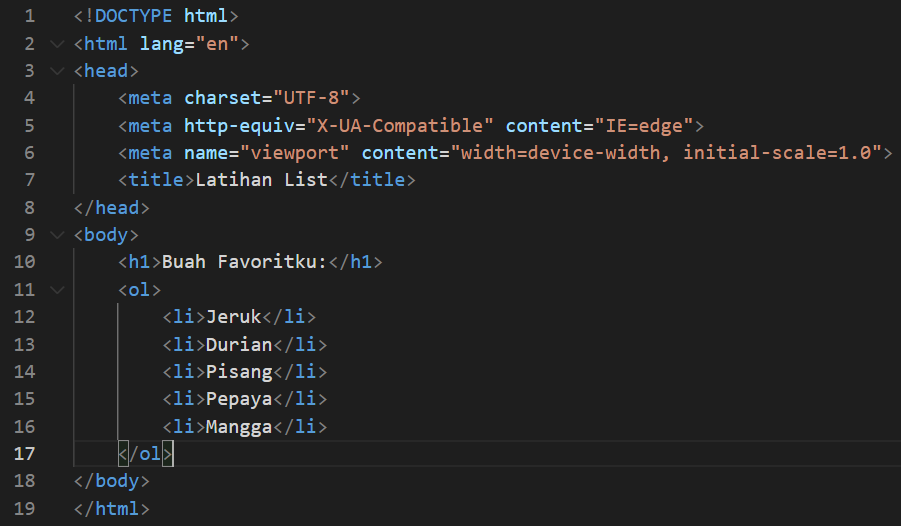 1 <!DOCTYPE html>
2 <html lang="en">
3 <head>
4     <meta charset="UTF-8">
5     <meta http-equiv="X-UA-Compatible" content="IE=edge">
6     <meta name="viewport" content="width=device-width, initial-scale=1.0">
7     <title>Latihan List</title>
8 </head>
9 <body>
10     <h1>Buah Favoritku:</h1>
11     <ol>
12         <li>Jeruk</li>
13         <li>Durian</li>
14         <li>Pisang</li>
15         <li>Pepaya</li>
16         <li>Mangga</li>
17     </ol>
18 </body>
19 </html>